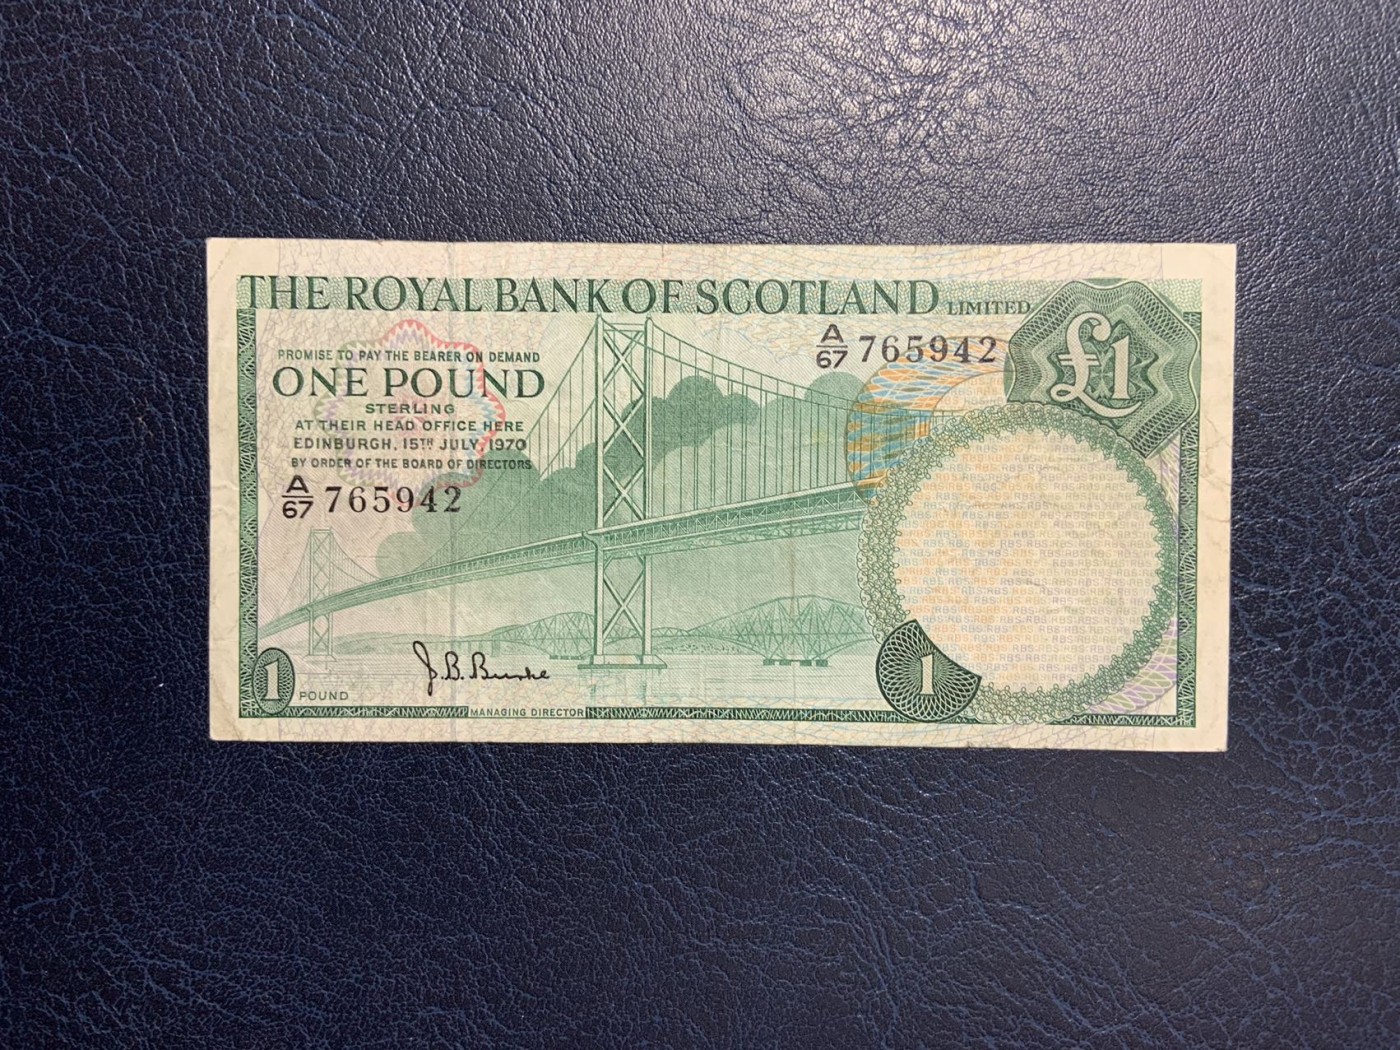 THE ROYAL BANK OF SCOTLAND LIMITED
£1
A/67 765942
PROMISE TO PAY THE BEARER ON DEMAND
ONE POUND
STERLING
AT THEIR HEAD OFFICE HERE
EDINBURGH, 15TH JULY, 1970
BY ORDER OF THE BOARD OF DIRECTORS
A/67 765942
J. B. Burke
1 POUND
MANAGING DIRECTOR
1